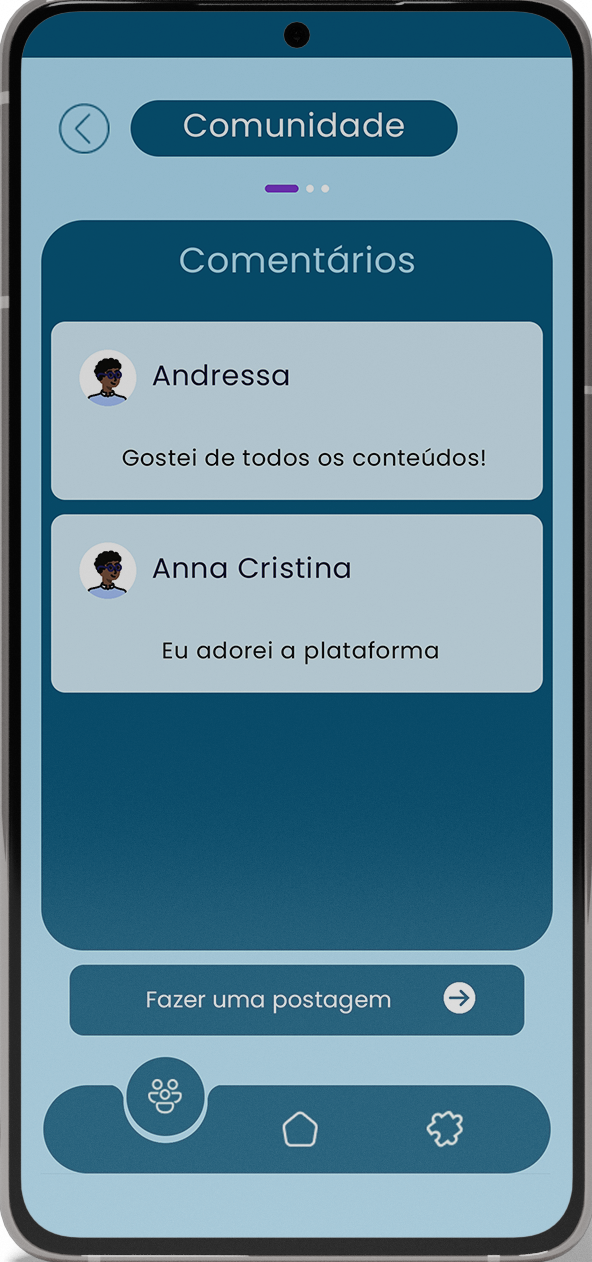 Comunidade
Comentários
Andressa
Gostei de todos os conteúdos!
Anna Cristina
Eu adorei a plataforma
Fazer uma postagem